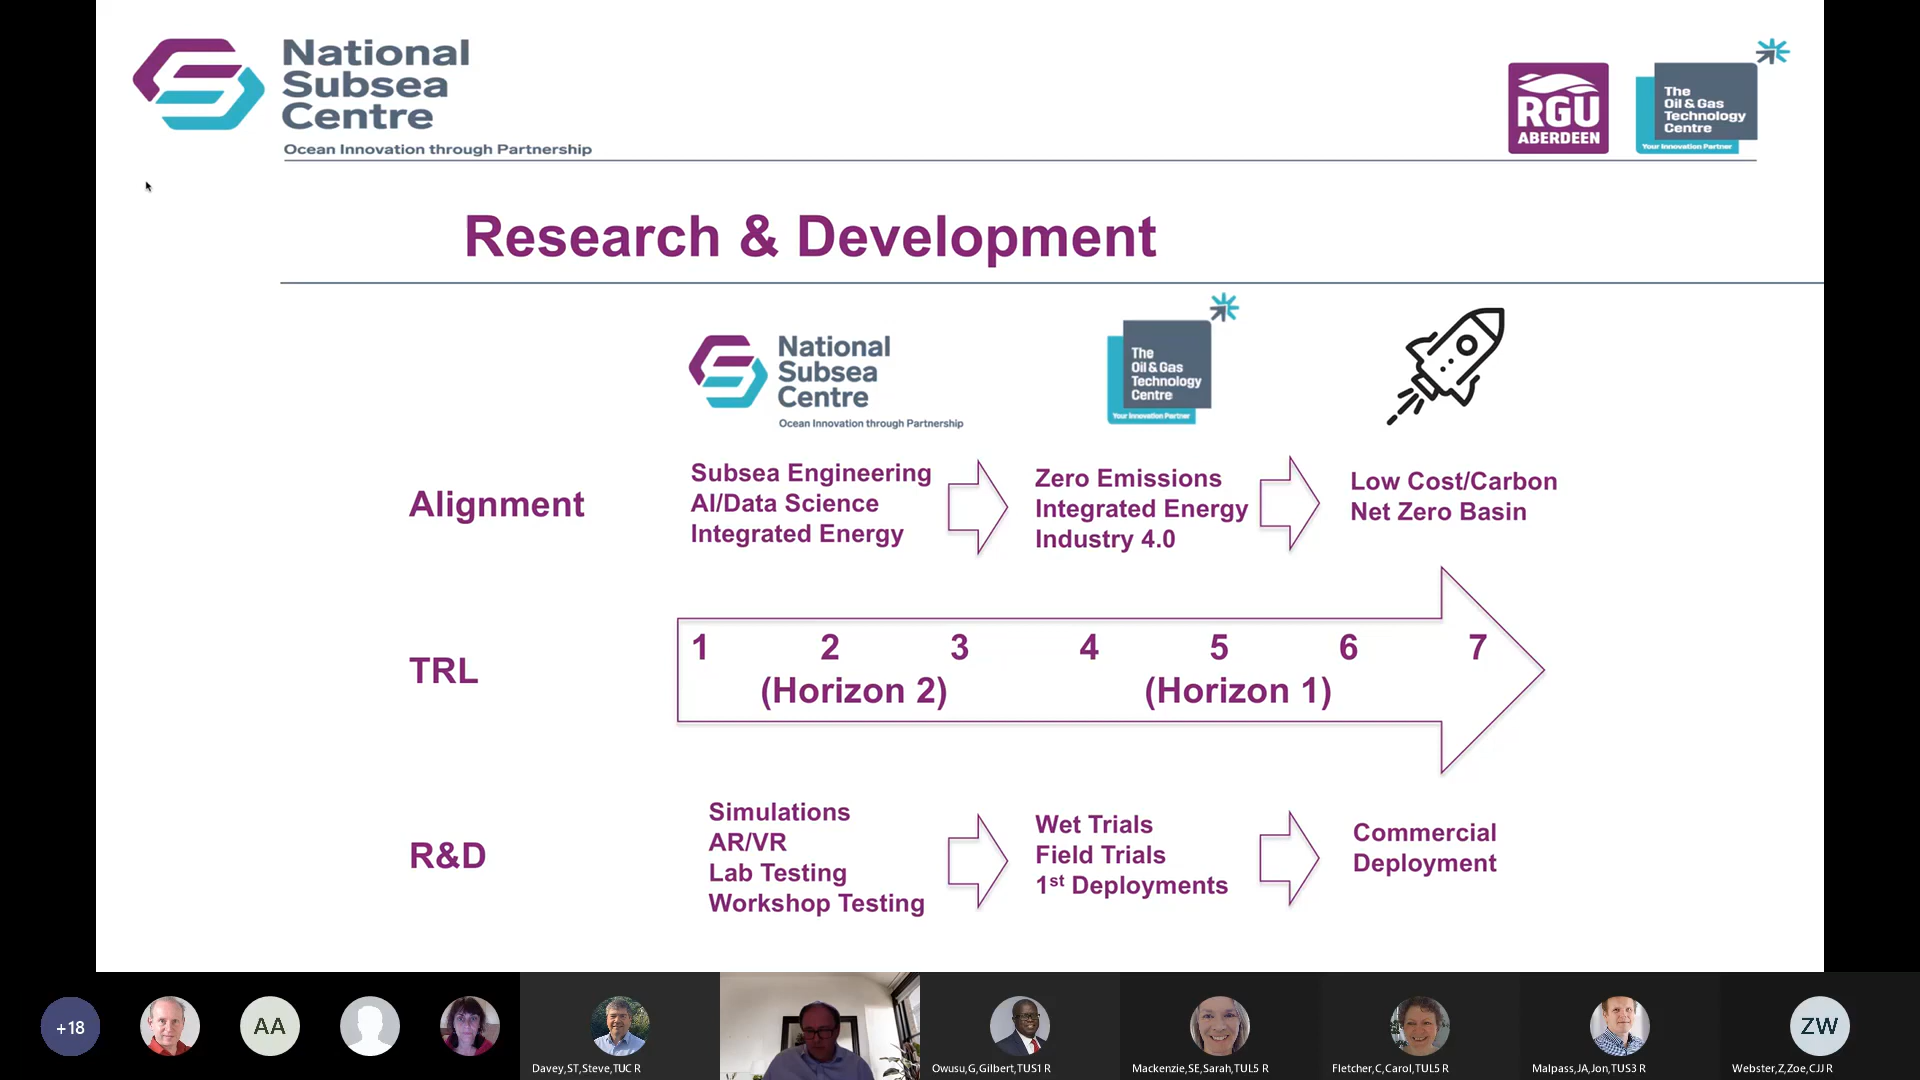 National
Subsea
Centre
Ocean Innovation through Partnership
RGU
ABERDEEN
The
Oil & Gas
Technology
Centre
Your Innovation Partner
Research & Development
National
Subsea
Centre
Ocean Innovation through Partnership
The
Oil & Gas
Technology
Centre
Your Innovation Partner
Alignment
Subsea Engineering
AI/Data Science
Integrated Energy
Zero Emissions
Integrated Energy
Industry 4.0
Low Cost/Carbon
Net Zero Basin
TRL
1 2 3 4 5 6 7
(Horizon 2) (Horizon 1)
R&D
Simulations
AR/VR
Lab Testing
Workshop Testing
Wet Trials
Field Trials
1st Deployments
Commercial
Deployment
+18
AA
ZW
Davey,ST,Steve,TUC R
Owusu,G,Gilbert,TUS1 R
Mackenzie,SE,Sarah,TUL5 R
Fletcher,C,Carol,TUL5 R
Malpass,JA,Jon,TUS3 R
Webster,Z,Zoe,CJJ R